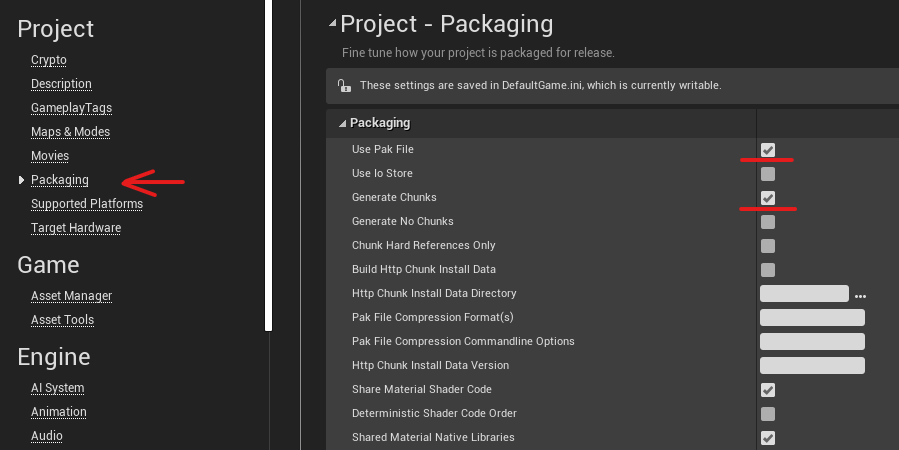 Project
Crypto
Description
GameplayTags
Maps & Modes
Movies
Packaging
Supported Platforms
Target Hardware
Game
Asset Manager
Asset Tools
Engine
AI System
Animation
Audio
Project - Packaging
Fine tune how your project is packaged for release.
These settings are saved in DefaultGame.ini, which is currently writable.
Packaging
Use Pak File
Use Io Store
Generate Chunks
Generate No Chunks
Chunk Hard References Only
Build Http Chunk Install Data
Http Chunk Install Data Directory
...
Pak File Compression Format(s)
Pak File Compression Commandline Options
Http Chunk Install Data Version
Share Material Shader Code
Deterministic Shader Code Order
Shared Material Native Libraries